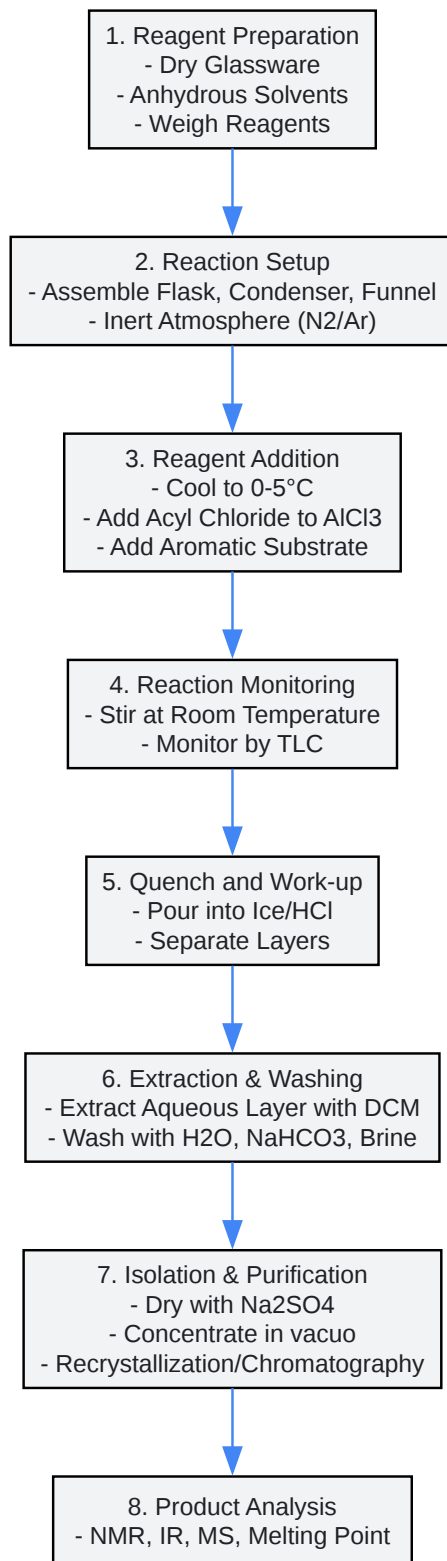 1. Reagent Preparation
- Dry Glassware
- Anhydrous Solvents
- Weigh Reagents
2. Reaction Setup
- Assemble Flask, Condenser, Funnel
- Inert Atmosphere (N2/Ar)
3. Reagent Addition
- Cool to 0-5°C
- Add Acyl Chloride to AlCl3
- Add Aromatic Substrate
4. Reaction Monitoring
- Stir at Room Temperature
- Monitor by TLC
5. Quench and Work-up
- Pour into Ice/HCl
- Separate Layers
6. Extraction & Washing
- Extract Aqueous Layer with DCM
- Wash with H2O, NaHCO3, Brine
7. Isolation & Purification
- Dry with Na2SO4
- Concentrate in vacuo
- Recrystallization/Chromatography
8. Product Analysis
- NMR, IR, MS, Melting Point